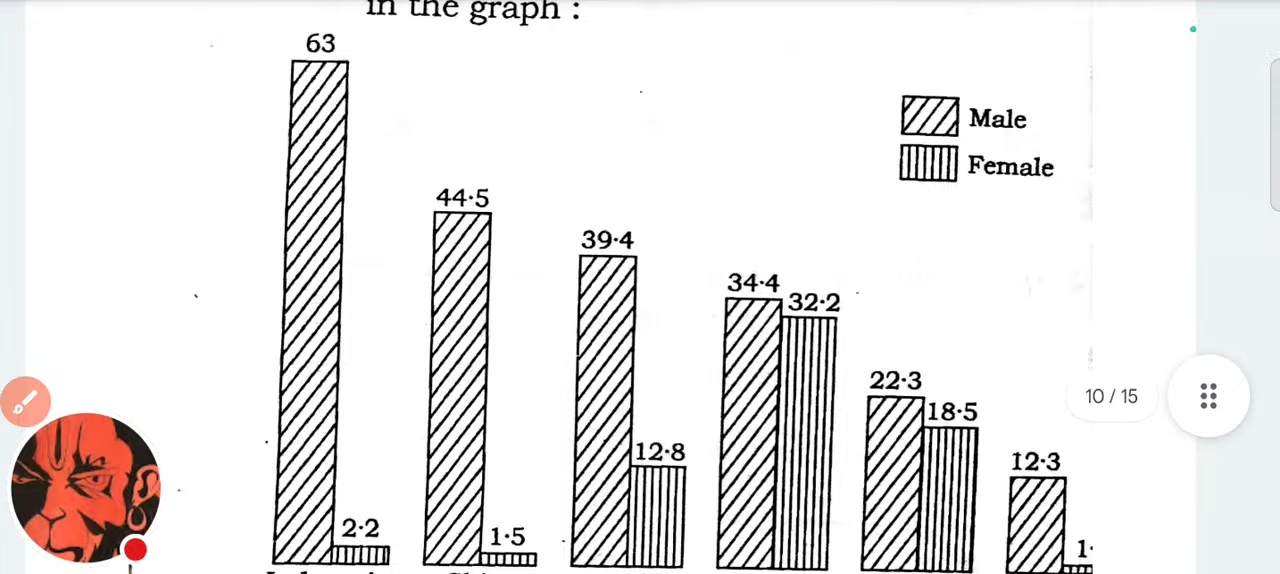 in the graph :
63
Male
Female
44·5
39·4
34·4
32·2
22·3
18·5
12·8
12·3
2·2
1·5
10 / 15